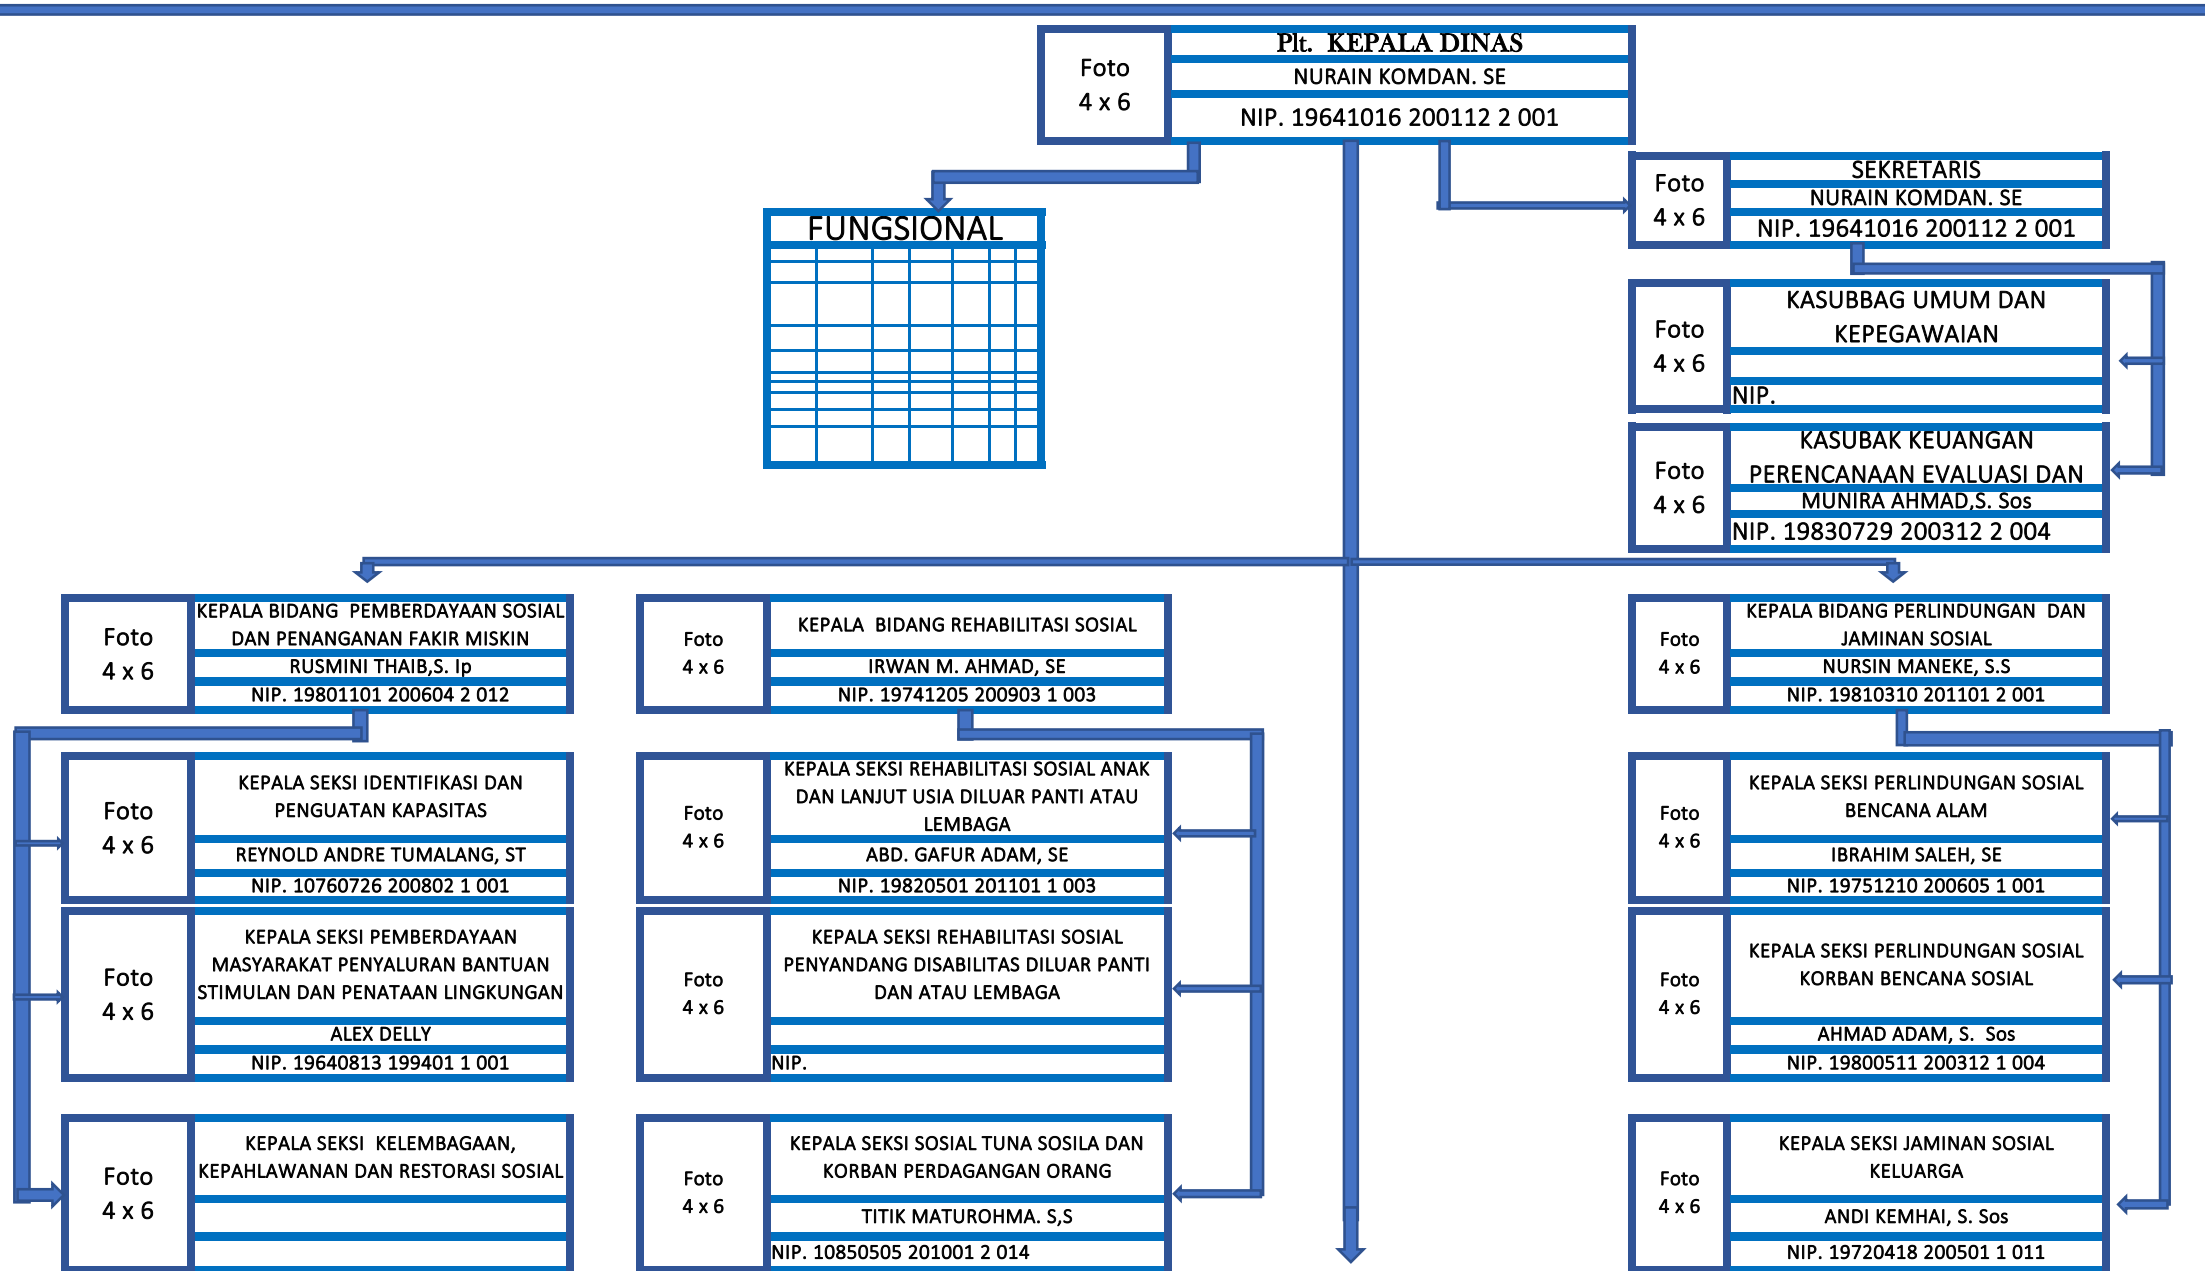 Foto
4 x 6
Plt.  KEPALA DINAS
NURAIN KOMDAN. SE
NIP. 19641016 200112 2 001
FUNGSIONAL
Foto
4 x 6
SEKRETARIS
NURAIN KOMDAN. SE
NIP. 19641016 200112 2 001
Foto
4 x 6
KASUBBAG UMUM DAN
KEPEGAWAIAN
NIP.
Foto
4 x 6
KASUBAK KEUANGAN
PERENCANAAN EVALUASI DAN
MUNIRA AHMAD,S. Sos
NIP. 19830729 200312 2 004
Foto
4 x 6
KEPALA BIDANG  PEMBERDAYAAN SOSIAL
DAN PENANGANAN FAKIR MISKIN
RUSMINI THAIB,S. Ip
NIP. 19801101 200604 2 012
Foto
4 x 6
KEPALA  BIDANG REHABILITASI SOSIAL
IRWAN M. AHMAD, SE
NIP. 19741205 200903 1 003
Foto
4 x 6
KEPALA BIDANG PERLINDUNGAN  DAN
JAMINAN SOSIAL
NURSIN MANEKE, S.S
NIP. 19810310 201101 2 001
Foto
4 x 6
KEPALA SEKSI IDENTIFIKASI DAN
PENGUATAN KAPASITAS
REYNOLD ANDRE TUMALANG, ST
NIP. 10760726 200802 1 001
Foto
4 x 6
KEPALA SEKSI REHABILITASI SOSIAL ANAK
DAN LANJUT USIA DILUAR PANTI ATAU
LEMBAGA
ABD. GAFUR ADAM, SE
NIP. 19820501 201101 1 003
Foto
4 x 6
KEPALA SEKSI PERLINDUNGAN SOSIAL
BENCANA ALAM
IBRAHIM SALEH, SE
NIP. 19751210 200605 1 001
Foto
4 x 6
KEPALA SEKSI PEMBERDAYAAN
MASYARAKAT PENYALURAN BANTUAN
STIMULAN DAN PENATAAN LINGKUNGAN
ALEX DELLY
NIP. 19640813 199401 1 001
Foto
4 x 6
KEPALA SEKSI REHABILITASI SOSIAL
PENYANDANG DISABILITAS DILUAR PANTI
DAN ATAU LEMBAGA
NIP.
Foto
4 x 6
KEPALA SEKSI PERLINDUNGAN SOSIAL
KORBAN BENCANA SOSIAL
AHMAD ADAM, S.  Sos
NIP. 19800511 200312 1 004
Foto
4 x 6
KEPALA SEKSI  KELEMBAGAAN,
KEPAHLAWANAN DAN RESTORASI SOSIAL
Foto
4 x 6
KEPALA SEKSI SOSIAL TUNA SOSILA DAN
KORBAN PERDAGANGAN ORANG
TITIK MATUROHMA. S,S
NIP. 10850505 201001 2 014
Foto
4 x 6
KEPALA SEKSI JAMINAN SOSIAL
KELUARGA
ANDI KEMHAI, S. Sos
NIP. 19720418 200501 1 011